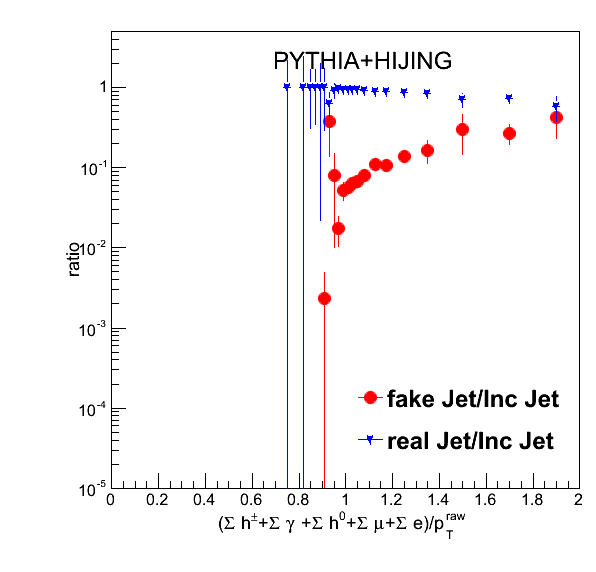 PYTHIA+HIJING
ratio
1
10⁻¹
10⁻²
10⁻³
10⁻⁴
10⁻⁵
fake Jet/Inc Jet
real Jet/Inc Jet
0 0.2 0.4 0.6 0.8 1 1.2 1.4 1.6 1.8 2
(Σ h±+Σ γ +Σ h⁰+Σ μ+Σ e)/p_T^raw